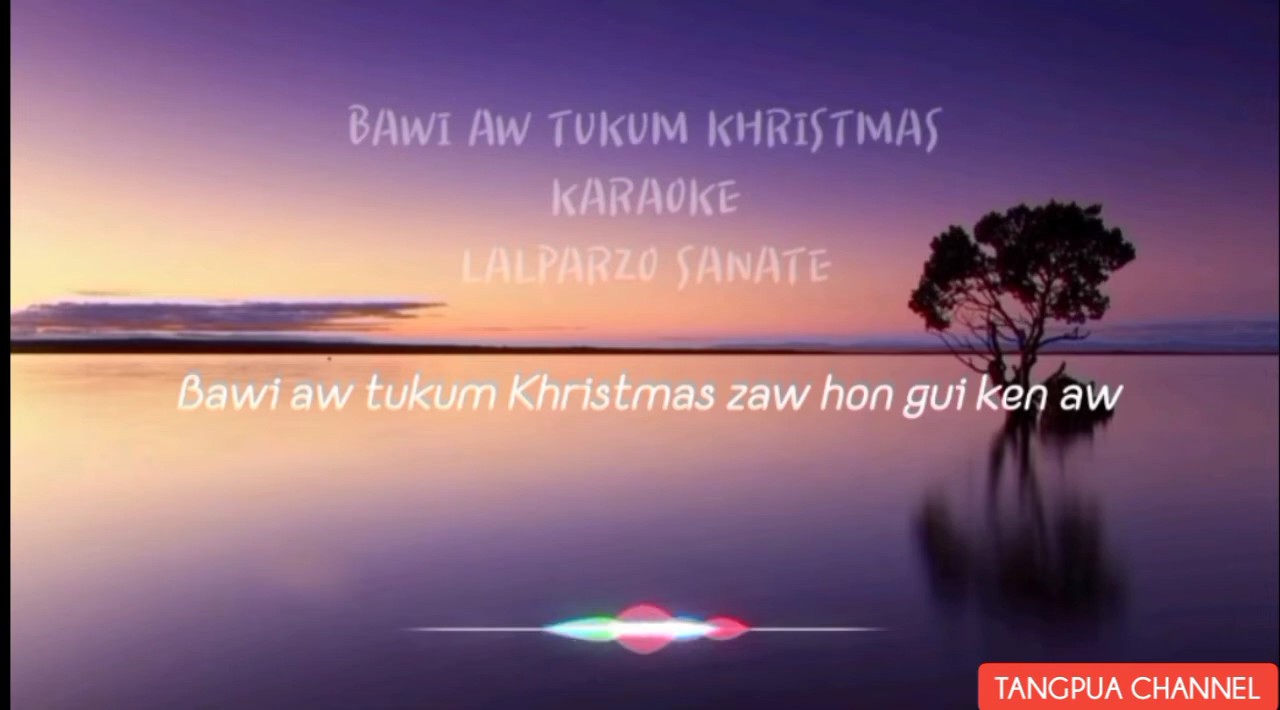 BAWI AW TUKUM KHRISTMAS
KARAOKE
LALPARZO SANATE
Bawi aw tukum Khristmas zaw hon gui ken aw
TANGPUA CHANNEL